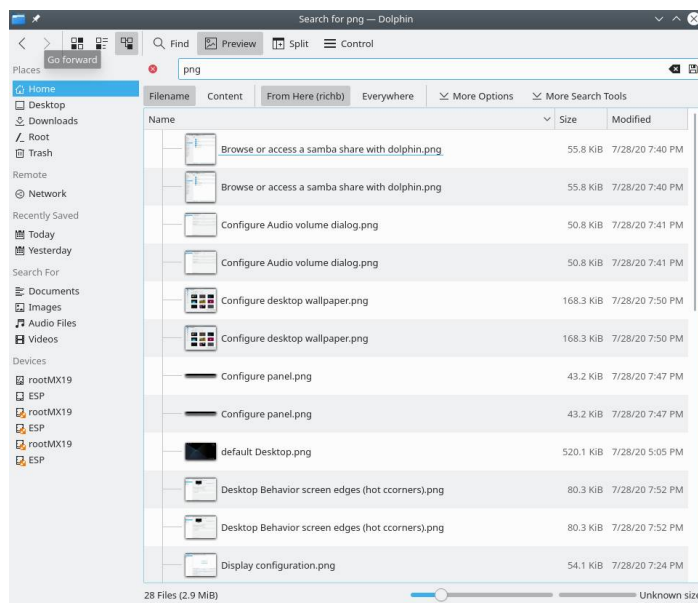 Search for png — Dolphin
Find
Preview
Split
Control
Go forward
Places
Home
Desktop
Downloads
Root
Trash
Remote
Network
Recently Saved
Today
Yesterday
Search For
Documents
Images
Audio Files
Videos
Devices
rootMX19
ESP
rootMX19
ESP
rootMX19
ESP
png
Filename Content From Here (richb) Everywhere More Options More Search Tools
Name Size Modified
Browse or access a samba share with dolphin.png 55.8 KiB 7/28/20 7:40 PM
Browse or access a samba share with dolphin.png 55.8 KiB 7/28/20 7:40 PM
Configure Audio volume dialog.png 50.8 KiB 7/28/20 7:41 PM
Configure Audio volume dialog.png 50.8 KiB 7/28/20 7:41 PM
Configure desktop wallpaper.png 168.3 KiB 7/28/20 7:50 PM
Configure desktop wallpaper.png 168.3 KiB 7/28/20 7:50 PM
Configure panel.png 43.2 KiB 7/28/20 7:47 PM
Configure panel.png 43.2 KiB 7/28/20 7:47 PM
default Desktop.png 520.1 KiB 7/28/20 5:05 PM
Desktop Behavior screen edges (hot ccorners).png 80.3 KiB 7/28/20 7:52 PM
Desktop Behavior screen edges (hot ccorners).png 80.3 KiB 7/28/20 7:52 PM
Display configuration.png 54.1 KiB 7/28/20 7:24 PM
28 Files (2.9 MiB) Unknown size